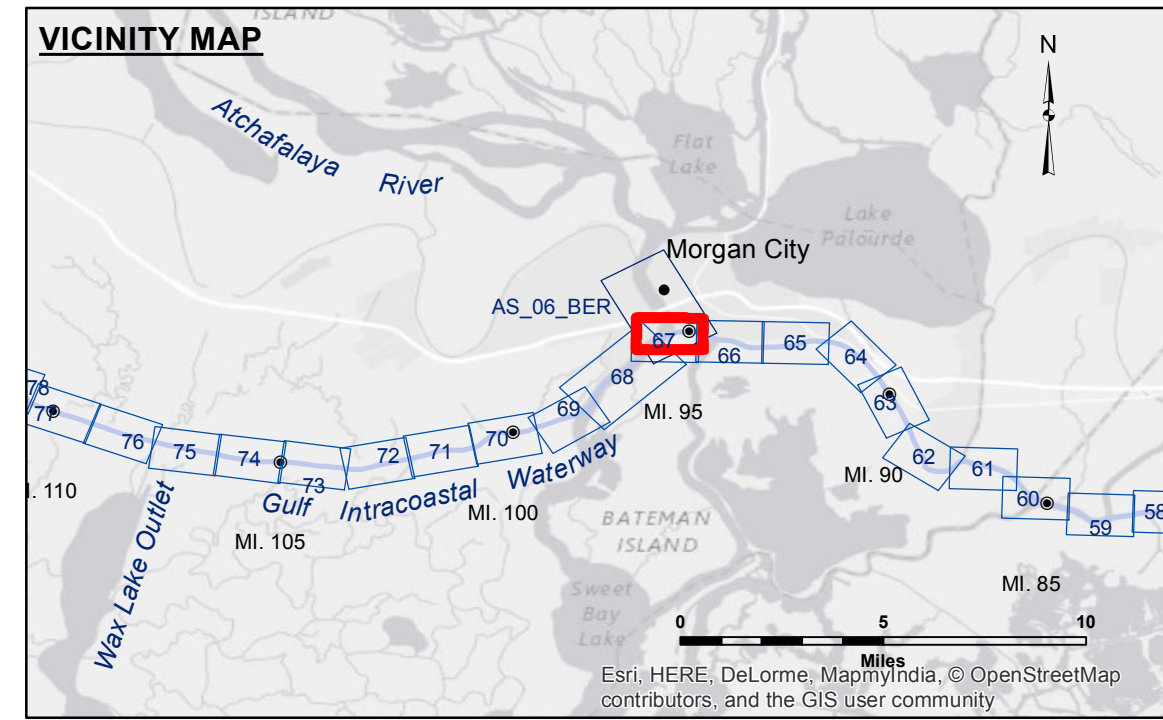 ISLAND
VICINITY MAP
N
Atchafalaya
River
Flat
Lake
Lake
Palourde
Morgan City
AS_06_BER
67
66
65
64
63
62
61
60
59
58
68
69
70
71
72
73
74
75
76
77
78
MI. 95
MI. 90
MI. 85
MI. 100
MI. 105
I. 110
Wax Lake Outlet
Gulf Intracoastal Waterway
BATEMAN
ISLAND
Sweet
Bay
Lake
0 5 10
Miles
Esri, HERE, DeLorme, MapmyIndia, © OpenStreetMap
contributors, and the GIS user community